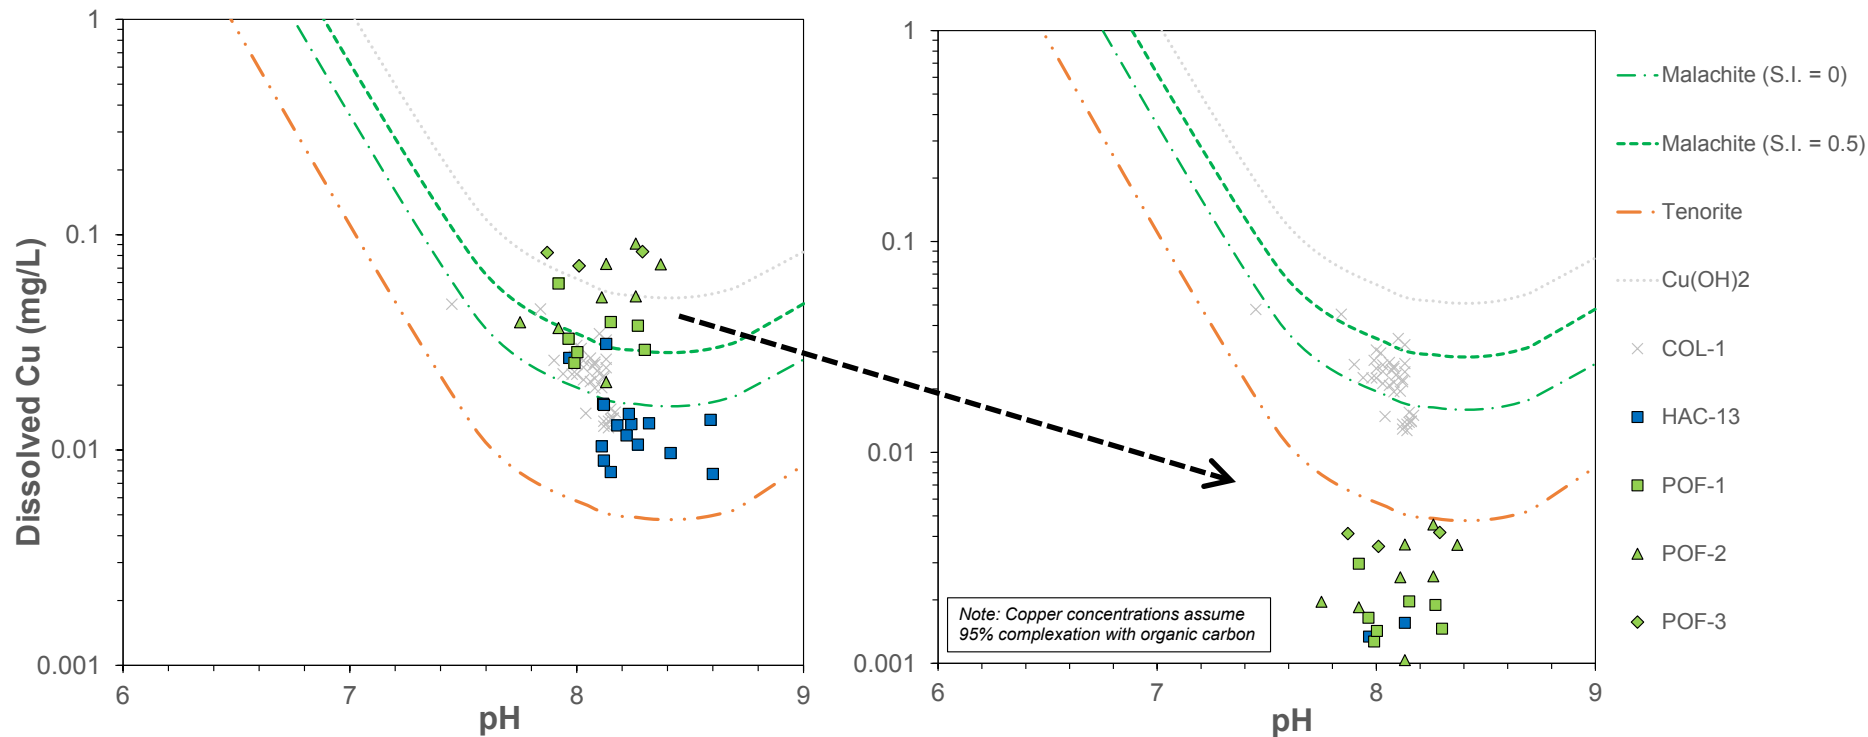 Dissolved Cu (mg/L)
1
0.1
0.01
0.001
6
7
8
9
pH
1
0.1
0.01
0.001
6
7
8
9
pH
Note: Copper concentrations assume
95% complexation with organic carbon
Malachite (S.I. = 0)
Malachite (S.I. = 0.5)
Tenorite
Cu(OH)2
COL-1
HAC-13
POF-1
POF-2
POF-3